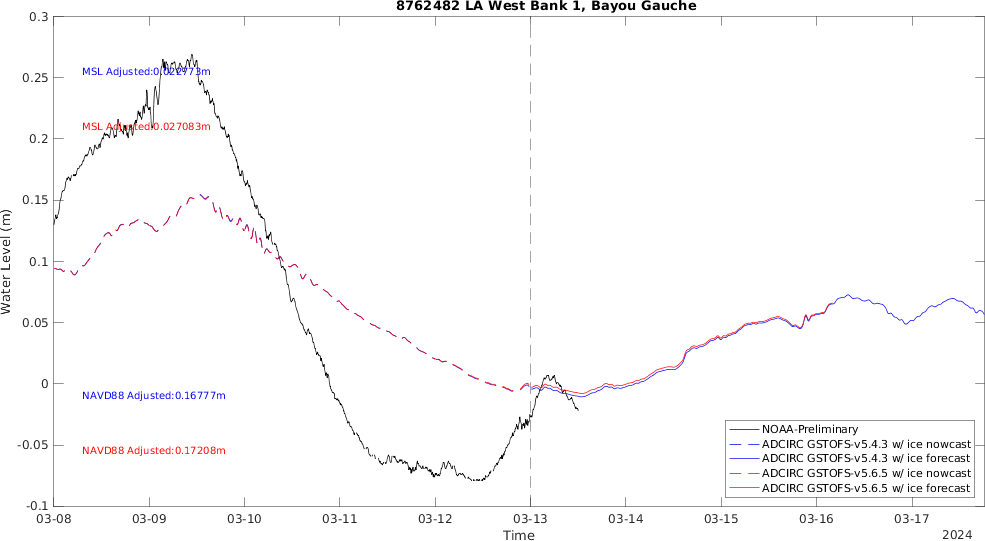 8762482 LA West Bank 1, Bayou Gauche
0.3
0.25
0.2
0.15
0.1
0.05
0
-0.05
-0.1
Water Level (m)
MSL Adjusted:0.022773m
MSL Adjusted:0.027083m
NAVD88 Adjusted:0.16777m
NAVD88 Adjusted:0.17208m
NOAA-Preliminary
ADCIRC GSTOFS-v5.4.3 w/ ice nowcast
ADCIRC GSTOFS-v5.4.3 w/ ice forecast
ADCIRC GSTOFS-v5.6.5 w/ ice nowcast
ADCIRC GSTOFS-v5.6.5 w/ ice forecast
03-08 03-09 03-10 03-11 03-12 03-13 03-14 03-15 03-16 03-17
Time
2024